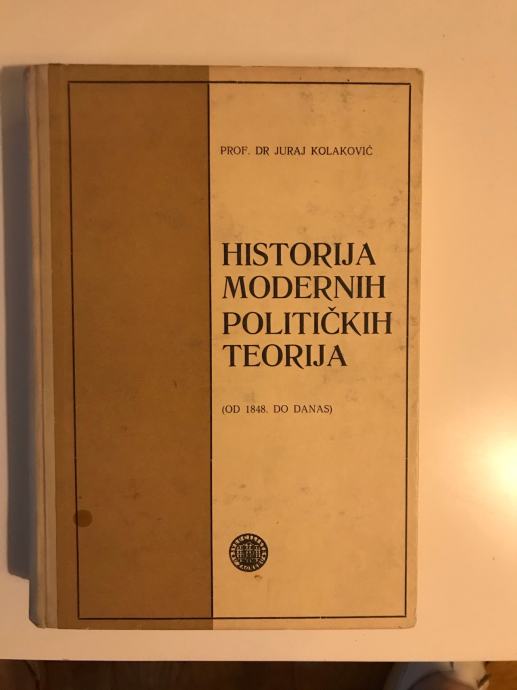 PROF. DR JURAJ KOLAKOVIĆ
HISTORIJA
MODERNIH
POLITIČKIH
TEORIJA
(OD 1848. DO DANAS)